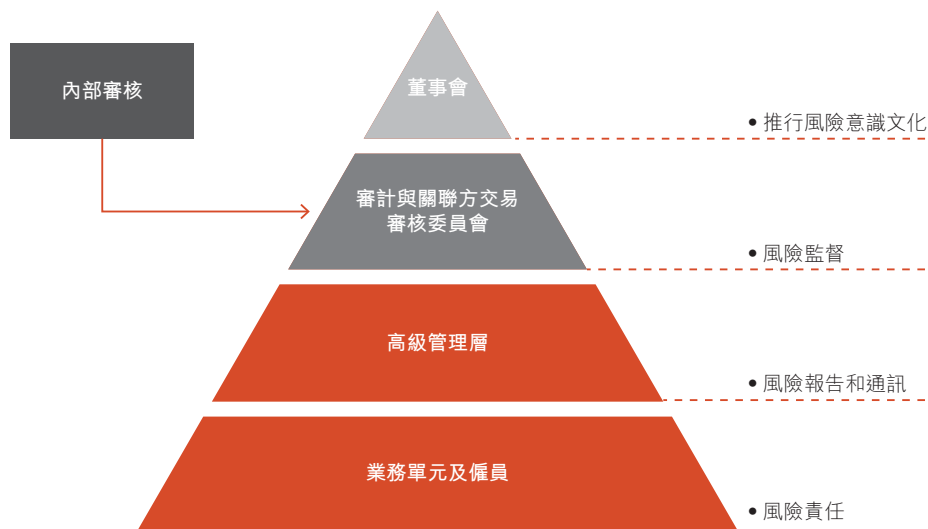 內部審核
董事會
• 推行風險意識文化
審計與關聯方交易
審核委員會
• 風險監督
高級管理層
• 風險報告和通訊
業務單元及僱員
• 風險責任